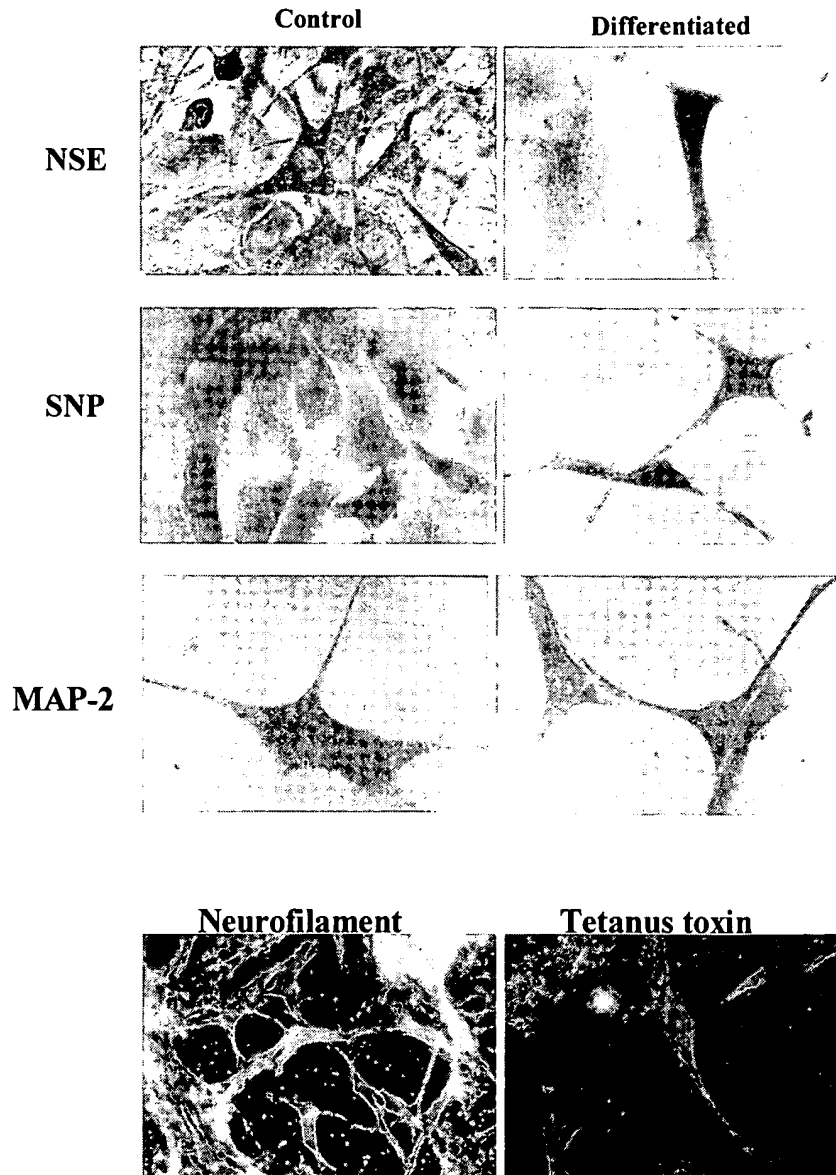 Control Differentiated
NSE
SNP
MAP-2
Neurofilament Tetanus toxin